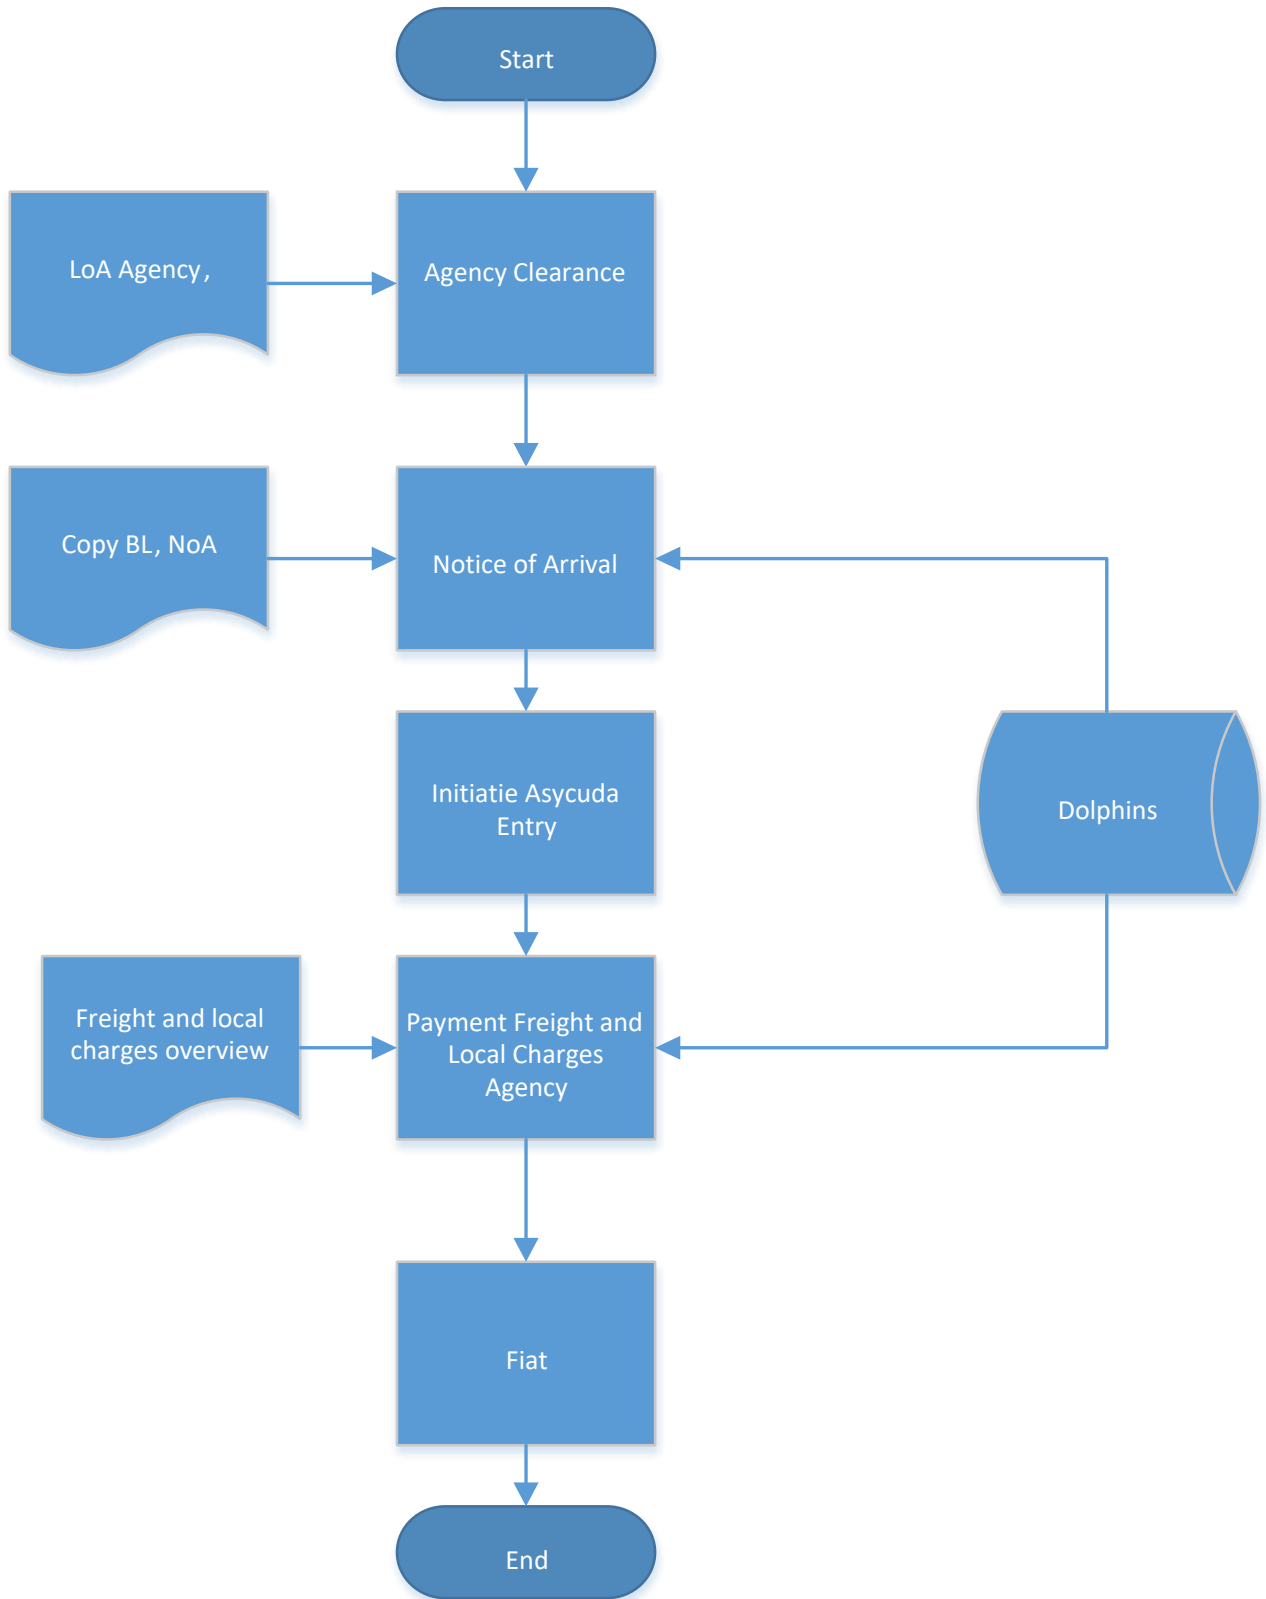 Start
LoA Agency,
Agency Clearance
Copy BL, NoA
Notice of Arrival
Initiatie Asycuda
Entry
Dolphins
Freight and local
charges overview
Payment Freight and
Local Charges
Agency
Fiat
End